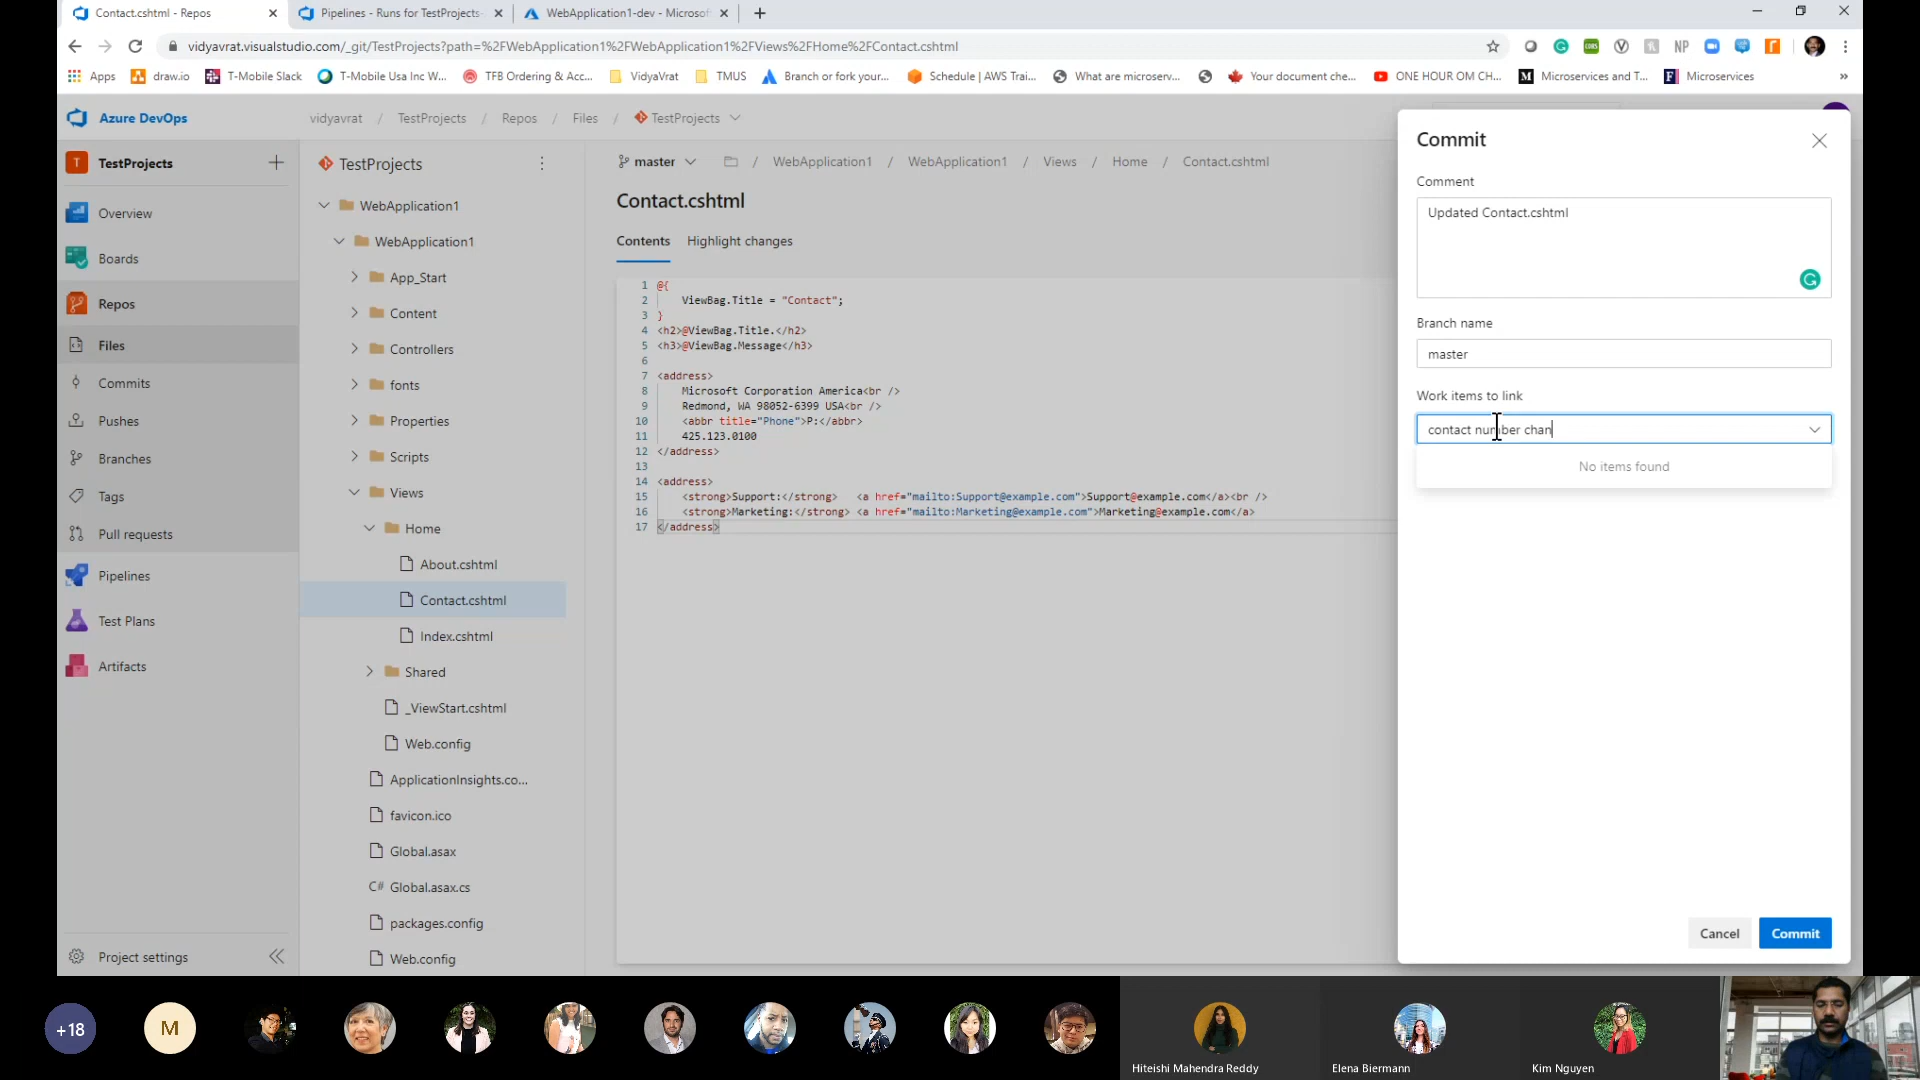 Contact.cshtml - Repos
Pipelines - Runs for TestProjects-
WebApplication1-dev - Microsof
vidyavrat.visualstudio.com/_git/TestProjects?path=%2FWebApplication1%2FWebApplication1%2FViews%2FHome%2FContact.cshtml
Apps
draw.io
T-Mobile Slack
T-Mobile Usa Inc W...
TFB Ordering & Acc...
VidyaVrat
TMUS
Branch or fork your...
Schedule | AWS Trai...
What are microserv...
Your document che...
ONE HOUR OM CH...
Microservices and T...
Microservices
»
Azure DevOps
vidyavrat / TestProjects / Repos / Files / TestProjects
T TestProjects
Overview
Boards
Repos
Files
Commits
Pushes
Branches
Tags
Pull requests
Pipelines
Test Plans
Artifacts
Project settings
TestProjects
WebApplication1
WebApplication1
App_Start
Content
Controllers
fonts
Properties
Scripts
Views
Home
About.cshtml
Contact.cshtml
Index.cshtml
Shared
_ViewStart.cshtml
Web.config
ApplicationInsights.co...
favicon.ico
Global.asax
C# Global.asax.cs
packages.config
Web.config
master / WebApplication1 / WebApplication1 / Views / Home / Contact.cshtml
Contact.cshtml
Contents Highlight changes
1 @{
2 ViewBag.Title = "Contact";
3 }
4 <h2>@ViewBag.Title.</h2>
5 <h3>@ViewBag.Message</h3>
6
7 <address>
8 Microsoft Corporation America<br />
9 Redmond, WA 98052-6399 USA<br />
10 <abbr title="Phone">P:</abbr>
11 425.123.0100
12 </address>
13
14 <address>
15 <strong>Support:</strong> <a href="mailto:Support@example.com">Support@example.com</a><br />
16 <strong>Marketing:</strong> <a href="mailto:Marketing@example.com">Marketing@example.com</a>
17 </address>
Commit
Comment
Updated Contact.cshtml
Branch name
master
Work items to link
contact number chan
No items found
Cancel
Commit
+18
M
Hiteishi Mahendra Reddy
Elena Biermann
Kim Nguyen